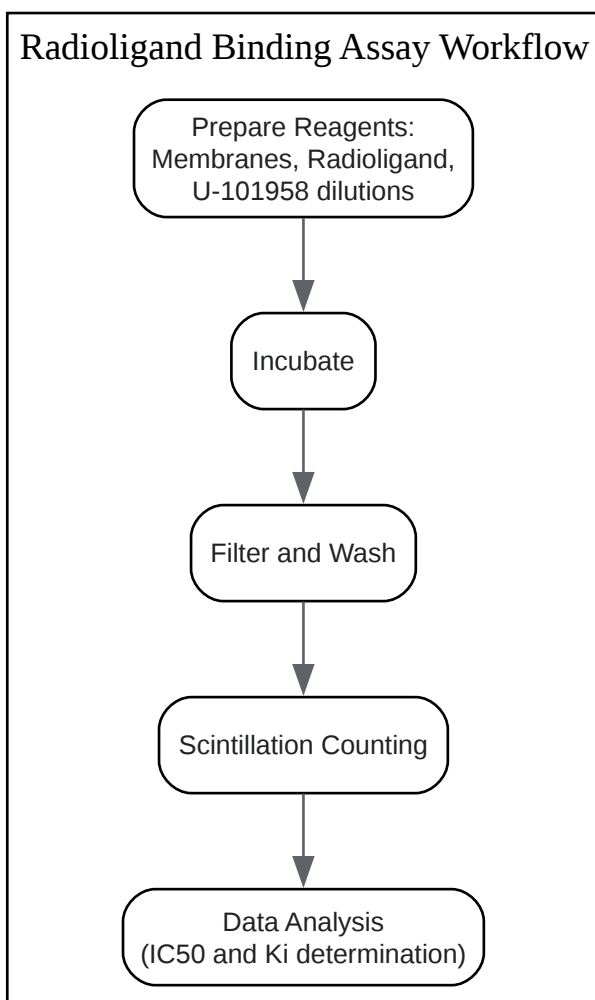 Radioligand Binding Assay Workflow
Prepare Reagents:
Membranes, Radioligand,
U-101958 dilutions
Incubate
Filter and Wash
Scintillation Counting
Data Analysis
(IC50 and Ki determination)